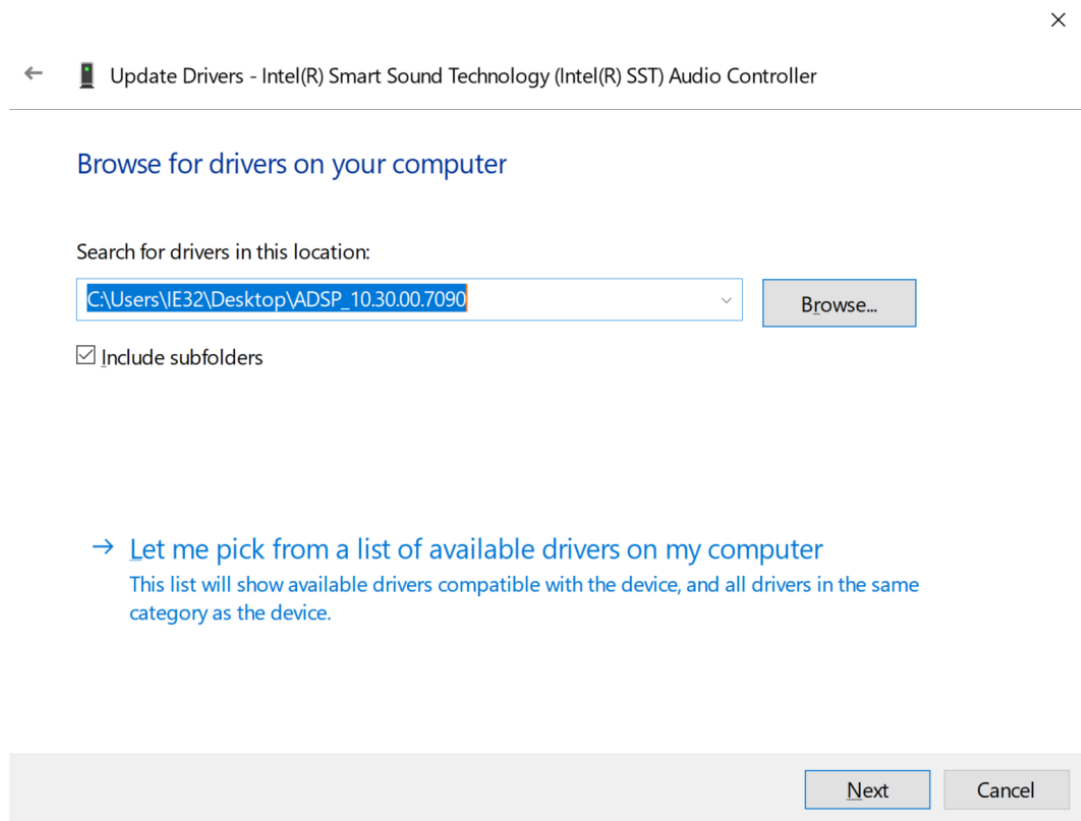 Update Drivers - Intel(R) Smart Sound Technology (Intel(R) SST) Audio Controller
Browse for drivers on your computer
Search for drivers in this location:
C:\Users\IE32\Desktop\ADSP_10.30.00.7090
Browse...
Include subfolders
Let me pick from a list of available drivers on my computer
This list will show available drivers compatible with the device, and all drivers in the same
category as the device.
Next
Cancel